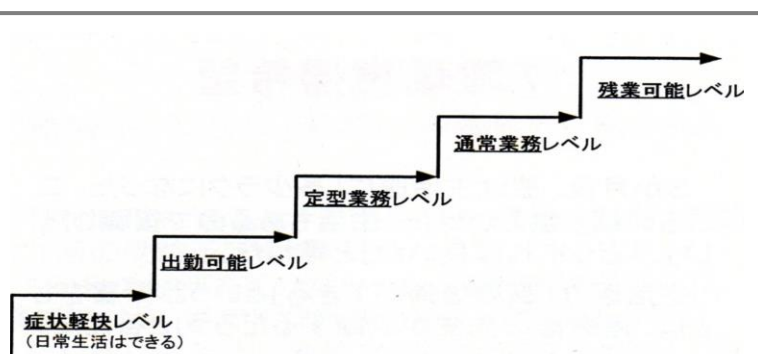 残業可能レベル
通常業務レベル
定型業務レベル
出勤可能レベル
症状軽快レベル
(日常生活はできる)